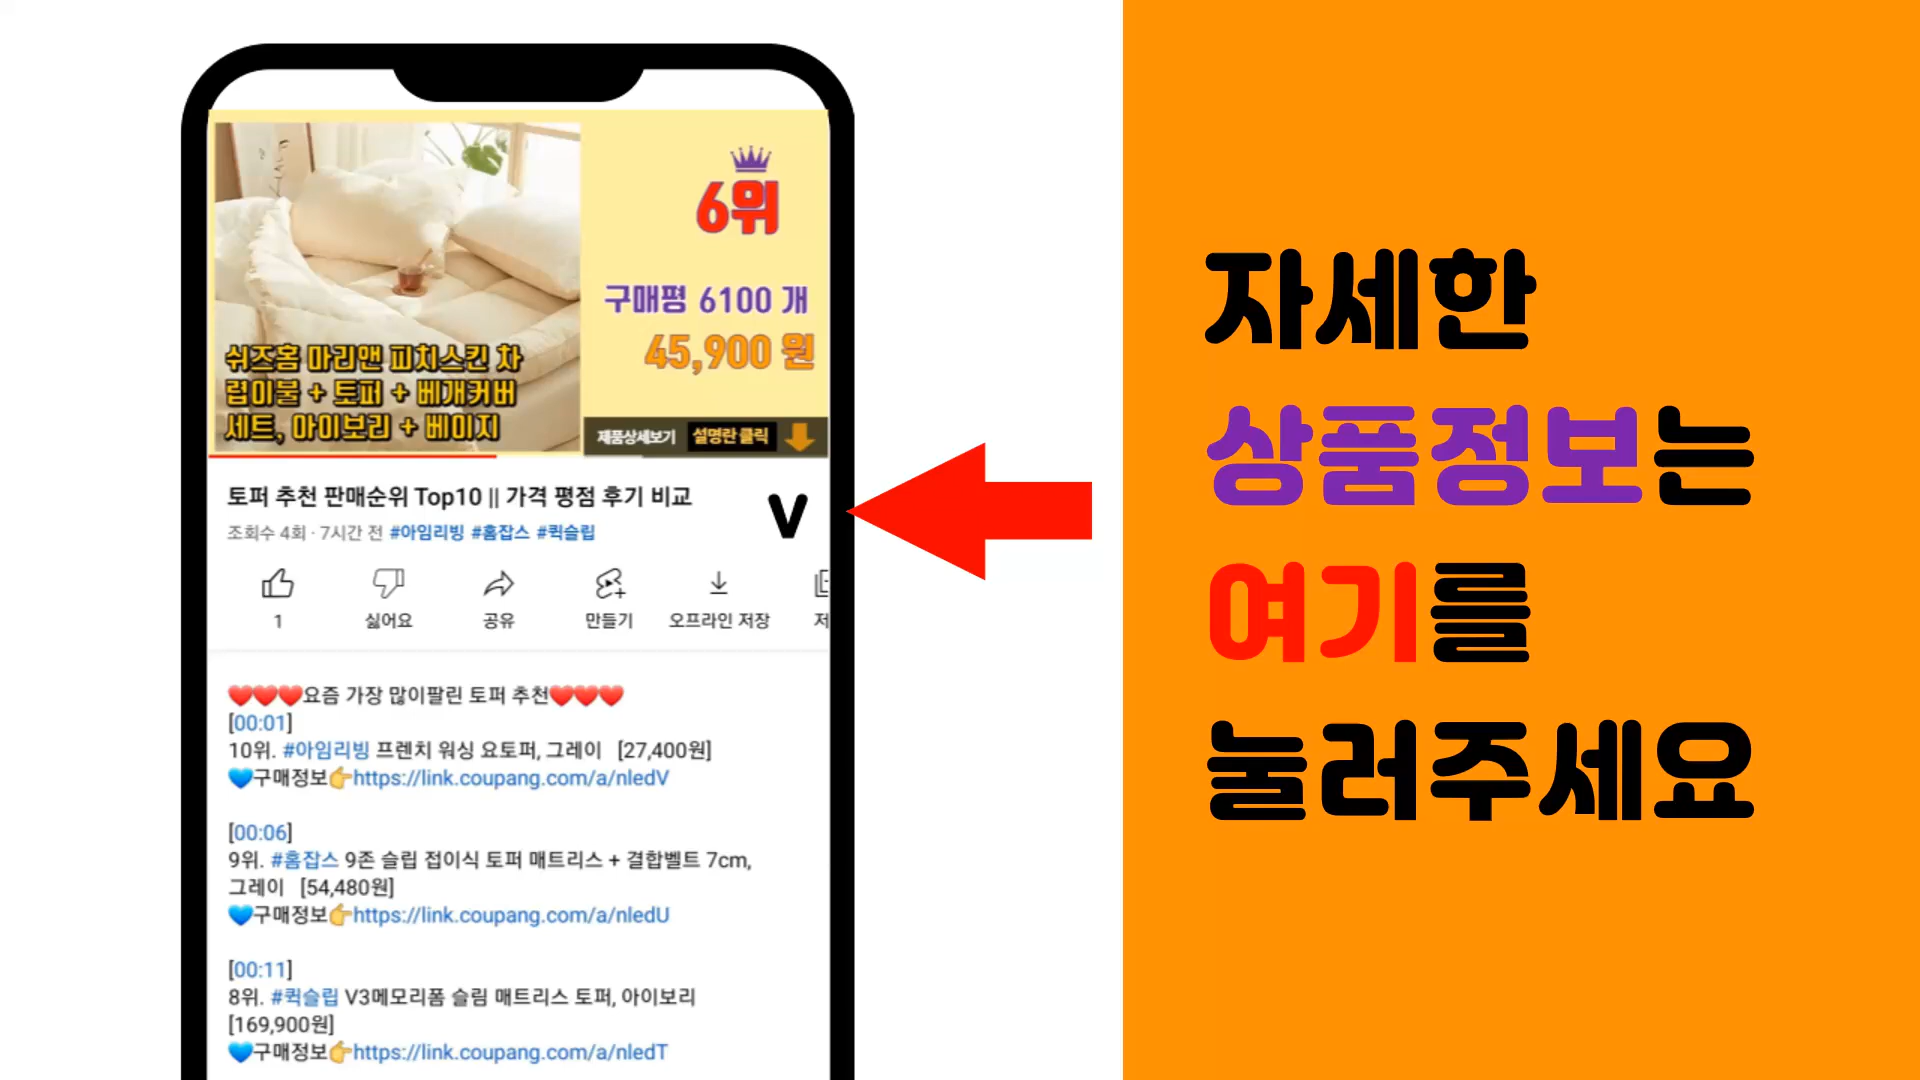 6위
구매평 6100 개
45,900 원
쉬즈홈 마리앤 피치스킨 차
렵이불 + 토퍼 + 베개커버
세트, 아이보리 + 베이지
제품상세보기 설명란 클릭
토퍼 추천 판매순위 Top10 || 가격 평점 후기 비교
V
조회수 4회 · 7시간 전 #아임리빙 #홈잡스 #퀵슬립
1 싫어요 공유 만들기 오프라인 저장 저
❤️❤️❤️요즘 가장 많이팔린 토퍼 추천❤️❤️❤️
[00:01]
10위. #아임리빙 프렌치 워싱 요토퍼, 그레이 [27,400원]
💙구매정보👉https://link.coupang.com/a/nledV
[00:06]
9위. #홈잡스 9존 슬립 접이식 토퍼 매트리스 + 결합벨트 7cm,
그레이 [54,480원]
💙구매정보👉https://link.coupang.com/a/nledU
[00:11]
8위. #퀵슬립 V3메모리폼 슬림 매트리스 토퍼, 아이보리
[169,900원]
💙구매정보👉https://link.coupang.com/a/nledT
자세한
상품정보는
여기를
눌러주세요